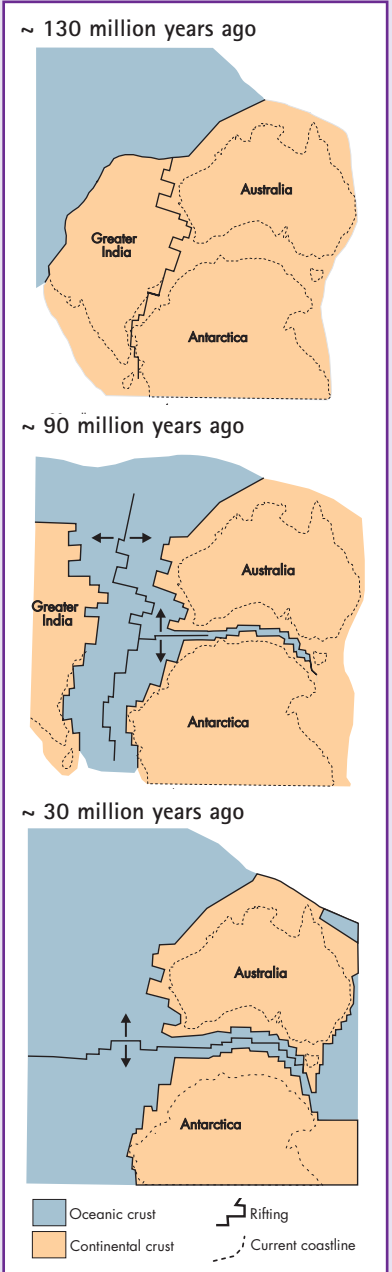 ~ 130 million years ago
Australia
Greater
India
Antarctica
~ 90 million years ago
Australia
Greater
India
Antarctica
~ 30 million years ago
Australia
Antarctica
Oceanic crust
Rifting
Continental crust
Current coastline